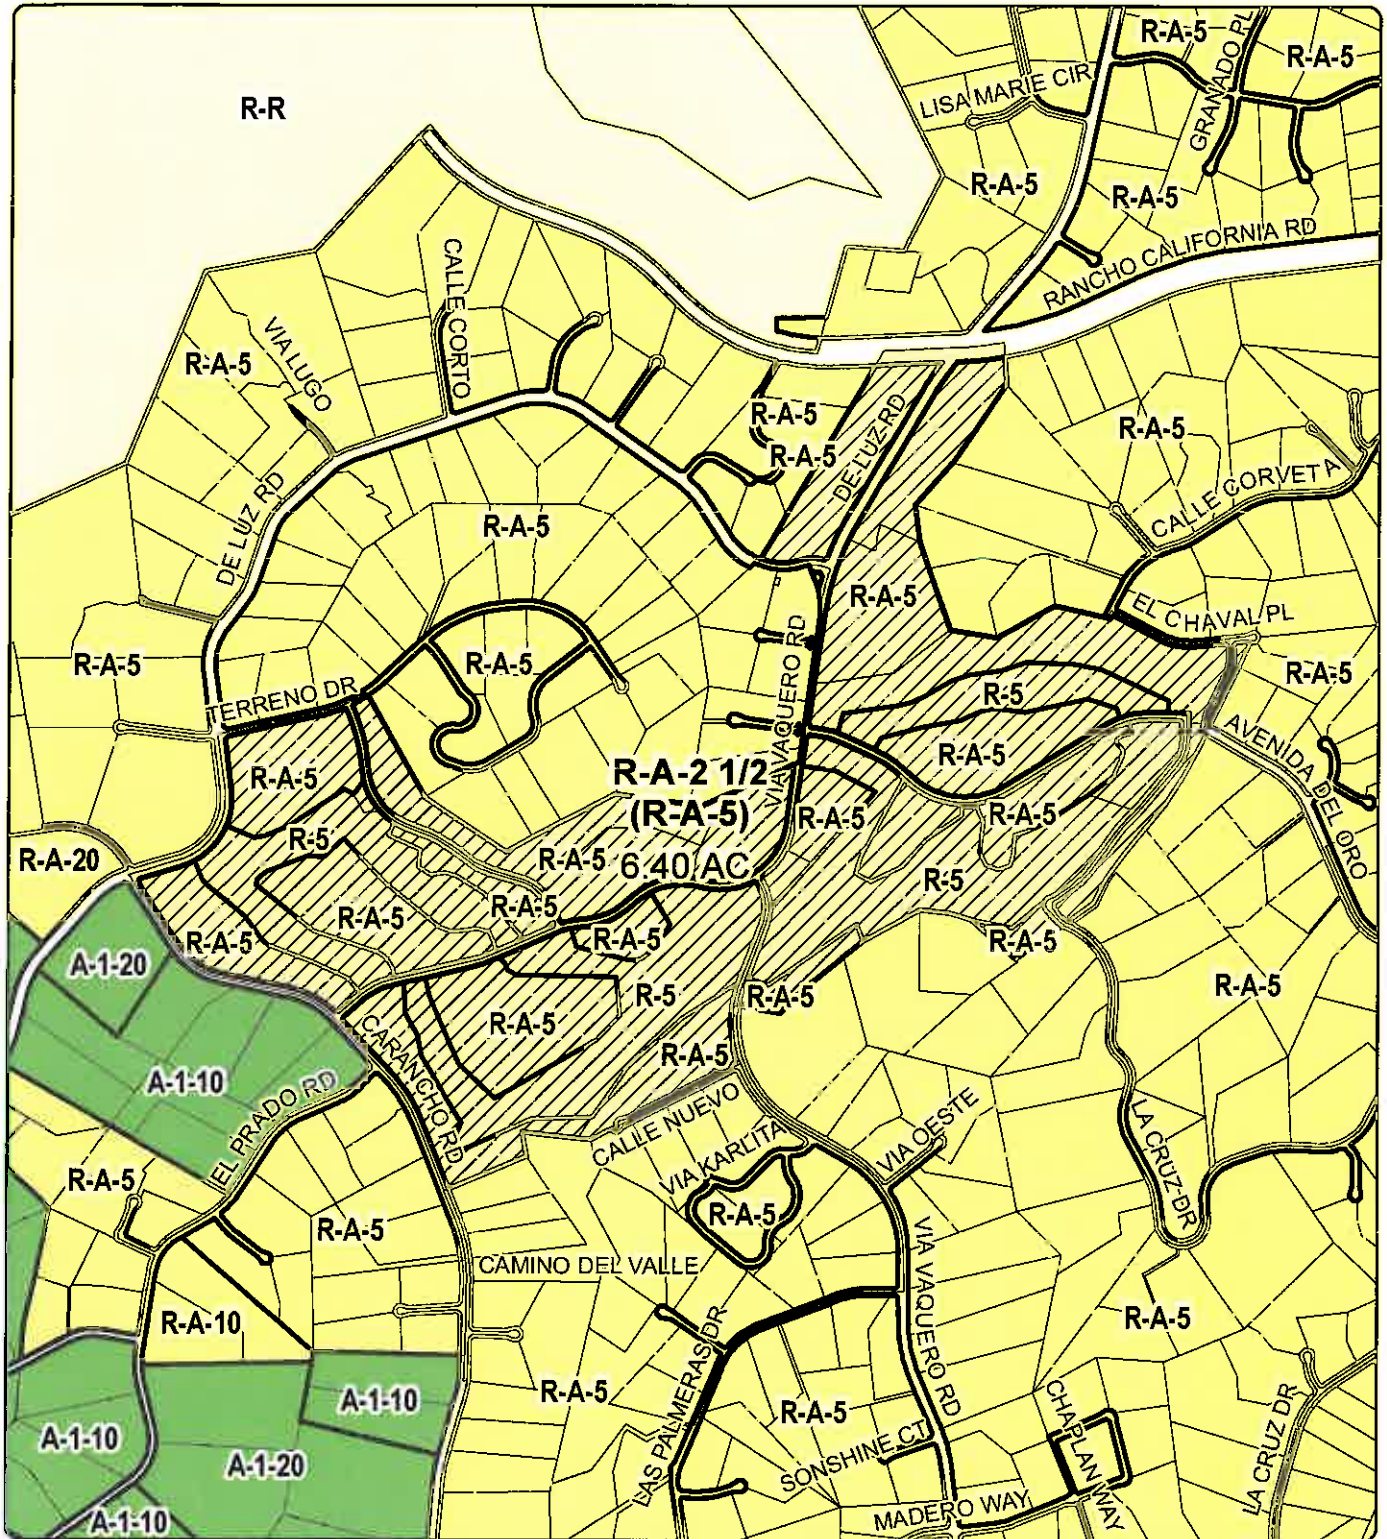 R-A-5
R-A-5
GRANADO PL
R-R
LISA MARIE CIR
R-A-5
R-A-5
RANCHO CALIFORNIA RD
CALLE CORTO
VIA LUGO
R-A-5
R-A-5
R-A-5
DE LUZ RD
R-A-5
CALLE CORVETA
DE LUZ RD
R-A-5
R-A-5
EL CHAVAL PL
R-A-5
R-A-5
VIA VAQUERO RD
R-A-5
R-5
TERRENO DR
AVENIDA DEL ORO
R-A-5
R-A-2 1/2
(R-A-5)
R-A-5
R-A-5
R-A-5
R-5
R-A-20
R-A-5
6.40 AC
R-5
R-A-5
R-A-5
R-A-5
R-A-5
R-A-5
A-1-20
R-A-5
R-5
R-A-5
R-A-5
CARANCHO RD
R-A-5
A-1-10
EL PRADO RD
CALLE NUEVO
VIA KARLITA
VIA OESTE
LA CRUZ DR
R-A-5
R-A-5
R-A-5
CAMINO DEL VALLE
VIA VAQUERO RD
R-A-10
R-A-5
LAS PALMERAS DR
R-A-5
R-A-5
A-1-10
CHAPLAN WAY
LA CRUZ DR
A-1-10
A-1-20
SONSHINE CT
MADERO WAY
A-1-10